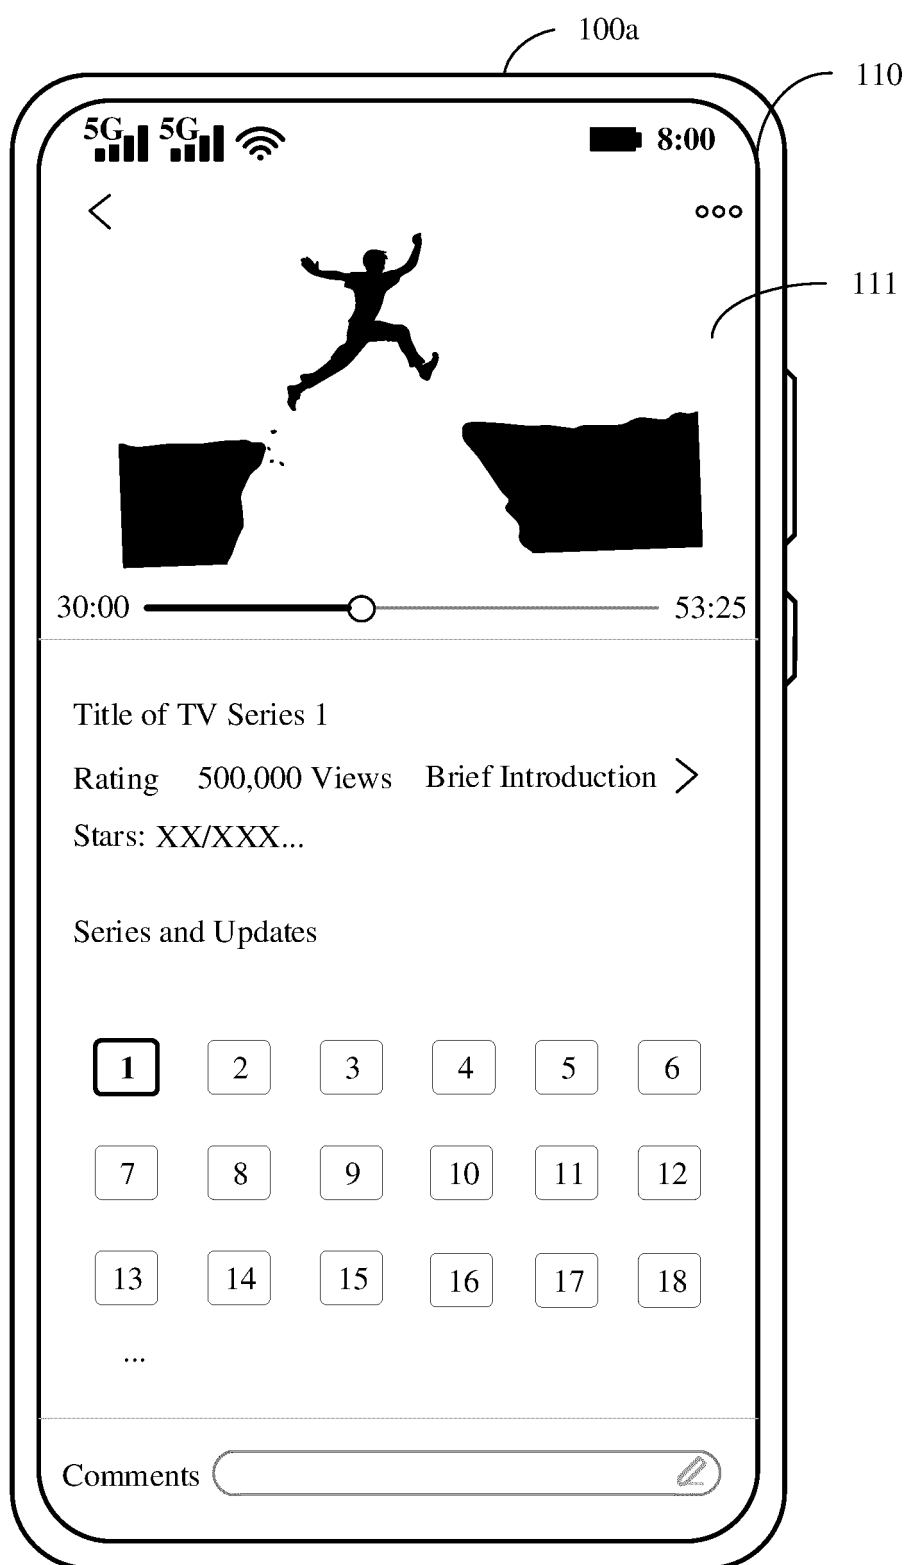 100a
110
5G 5G 8:00
111
30:00 53:25
Title of TV Series 1
Rating 500,000 Views Brief Introduction
Stars: XX/XXX...
Series and Updates
1 2 3 4 5 6
7 8 9 10 11 12
13 14 15 16 17 18
...
Comments